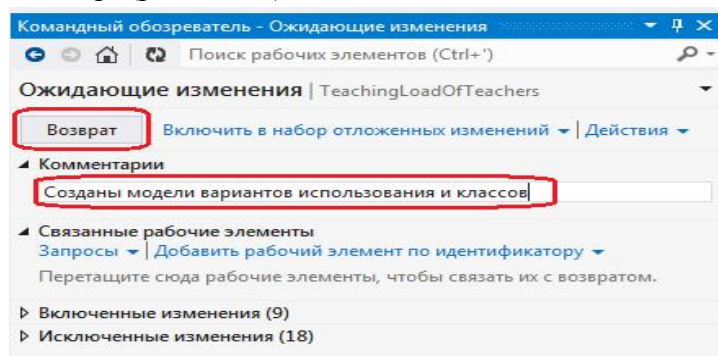 Командный обозреватель - Ожидающие изменения
Поиск рабочих элементов (Ctrl+')
Ожидающие изменения | TeachingLoadOfTeachers
Возврат Включить в набор отложенных изменений | Действия
Комментарии
Созданы модели вариантов использования и классов
Связанные рабочие элементы
Запросы | Добавить рабочий элемент по идентификатору
Перетащите сюда рабочие элементы, чтобы связать их с возвратом.
Включенные изменения (9)
Исключенные изменения (18)